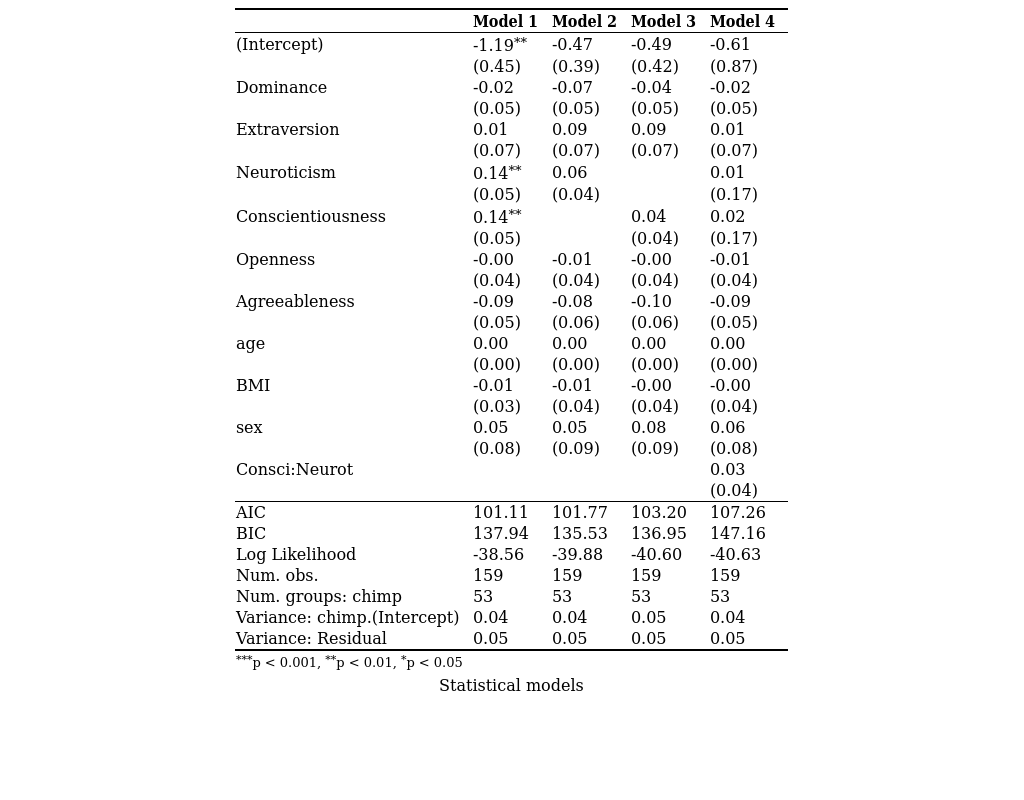 Model 1 Model 2 Model 3 Model 4
(Intercept) -1.19** -0.47 -0.49 -0.61
(0.45) (0.39) (0.42) (0.87)
Dominance -0.02 -0.07 -0.04 -0.02
(0.05) (0.05) (0.05) (0.05)
Extraversion 0.01 0.09 0.09 0.01
(0.07) (0.07) (0.07) (0.07)
Neuroticism 0.14** 0.06 0.01
(0.05) (0.04) (0.17)
Conscientiousness 0.14** 0.04 0.02
(0.05) (0.04) (0.17)
Openness -0.00 -0.01 -0.00 -0.01
(0.04) (0.04) (0.04) (0.04)
Agreeableness -0.09 -0.08 -0.10 -0.09
(0.05) (0.06) (0.06) (0.05)
age 0.00 0.00 0.00 0.00
(0.00) (0.00) (0.00) (0.00)
BMI -0.01 -0.01 -0.00 -0.00
(0.03) (0.04) (0.04) (0.04)
sex 0.05 0.05 0.08 0.06
(0.08) (0.09) (0.09) (0.08)
Consci:Neurot 0.03
(0.04)
AIC 101.11 101.77 103.20 107.26
BIC 137.94 135.53 136.95 147.16
Log Likelihood -38.56 -39.88 -40.60 -40.63
Num. obs. 159 159 159 159
Num. groups: chimp 53 53 53 53
Variance: chimp.(Intercept) 0.04 0.04 0.05 0.04
Variance: Residual 0.05 0.05 0.05 0.05
***p < 0.001, **p < 0.01, *p < 0.05
Statistical models